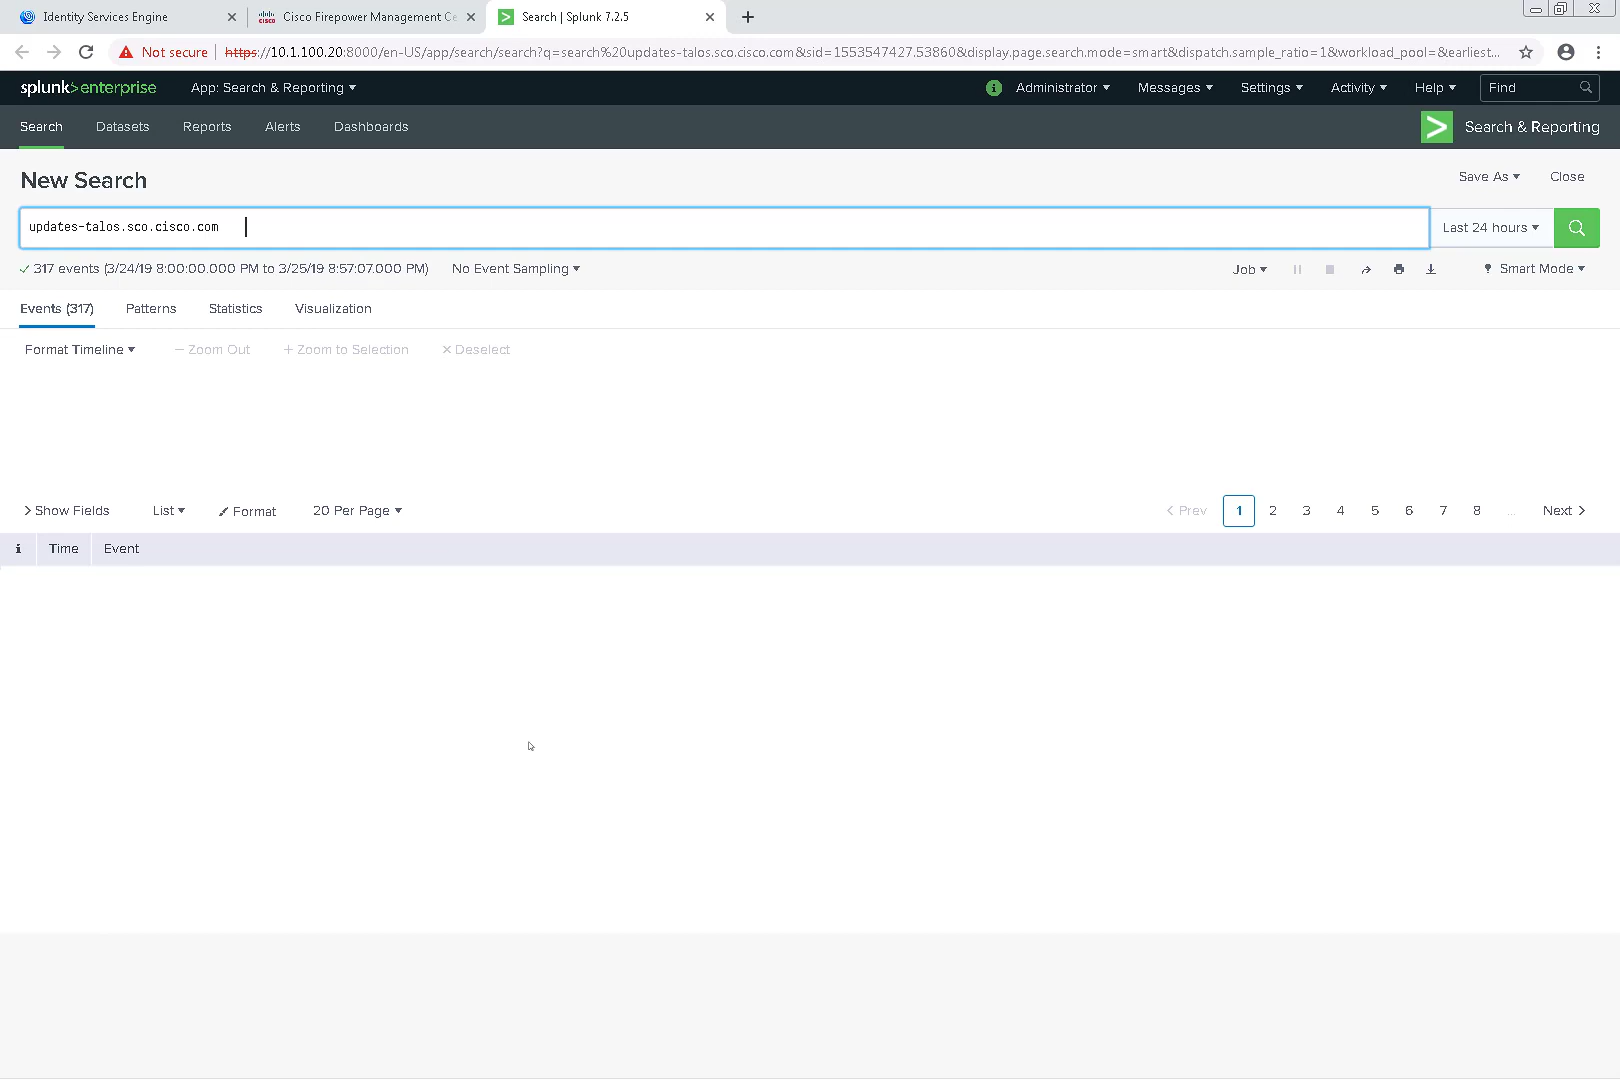 Identity Services Engine
Cisco Firepower Management Ce
Search | Splunk 7.2.5
Not secure | https://10.1.100.20:8000/en-US/app/search/search?q=search%20updates-talos.sco.cisco.com&sid=1553547427.53860&display.page.search.mode=smart&dispatch.sample_ratio=1&workload_pool=&earliest...
splunk>enterprise App: Search & Reporting i Administrator Messages Settings Activity Help Find
Search Datasets Reports Alerts Dashboards Search & Reporting
New Search Save As Close
updates-talos.sco.cisco.com Last 24 hours
317 events (3/24/19 8:00:00.000 PM to 3/25/19 8:57:07.000 PM) No Event Sampling Job Smart Mode
Events (317) Patterns Statistics Visualization
Format Timeline — Zoom Out + Zoom to Selection × Deselect
> Show Fields List Format 20 Per Page < Prev 1 2 3 4 5 6 7 8 ... Next >
i Time Event